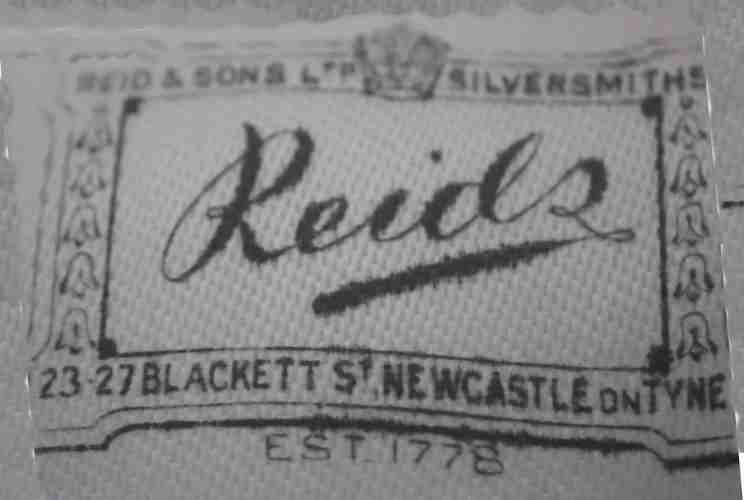 REID & SONS LTD SILVERSMITHS
Reids
23-27 BLACKETT ST. NEWCASTLE ON TYNE
EST. 1778